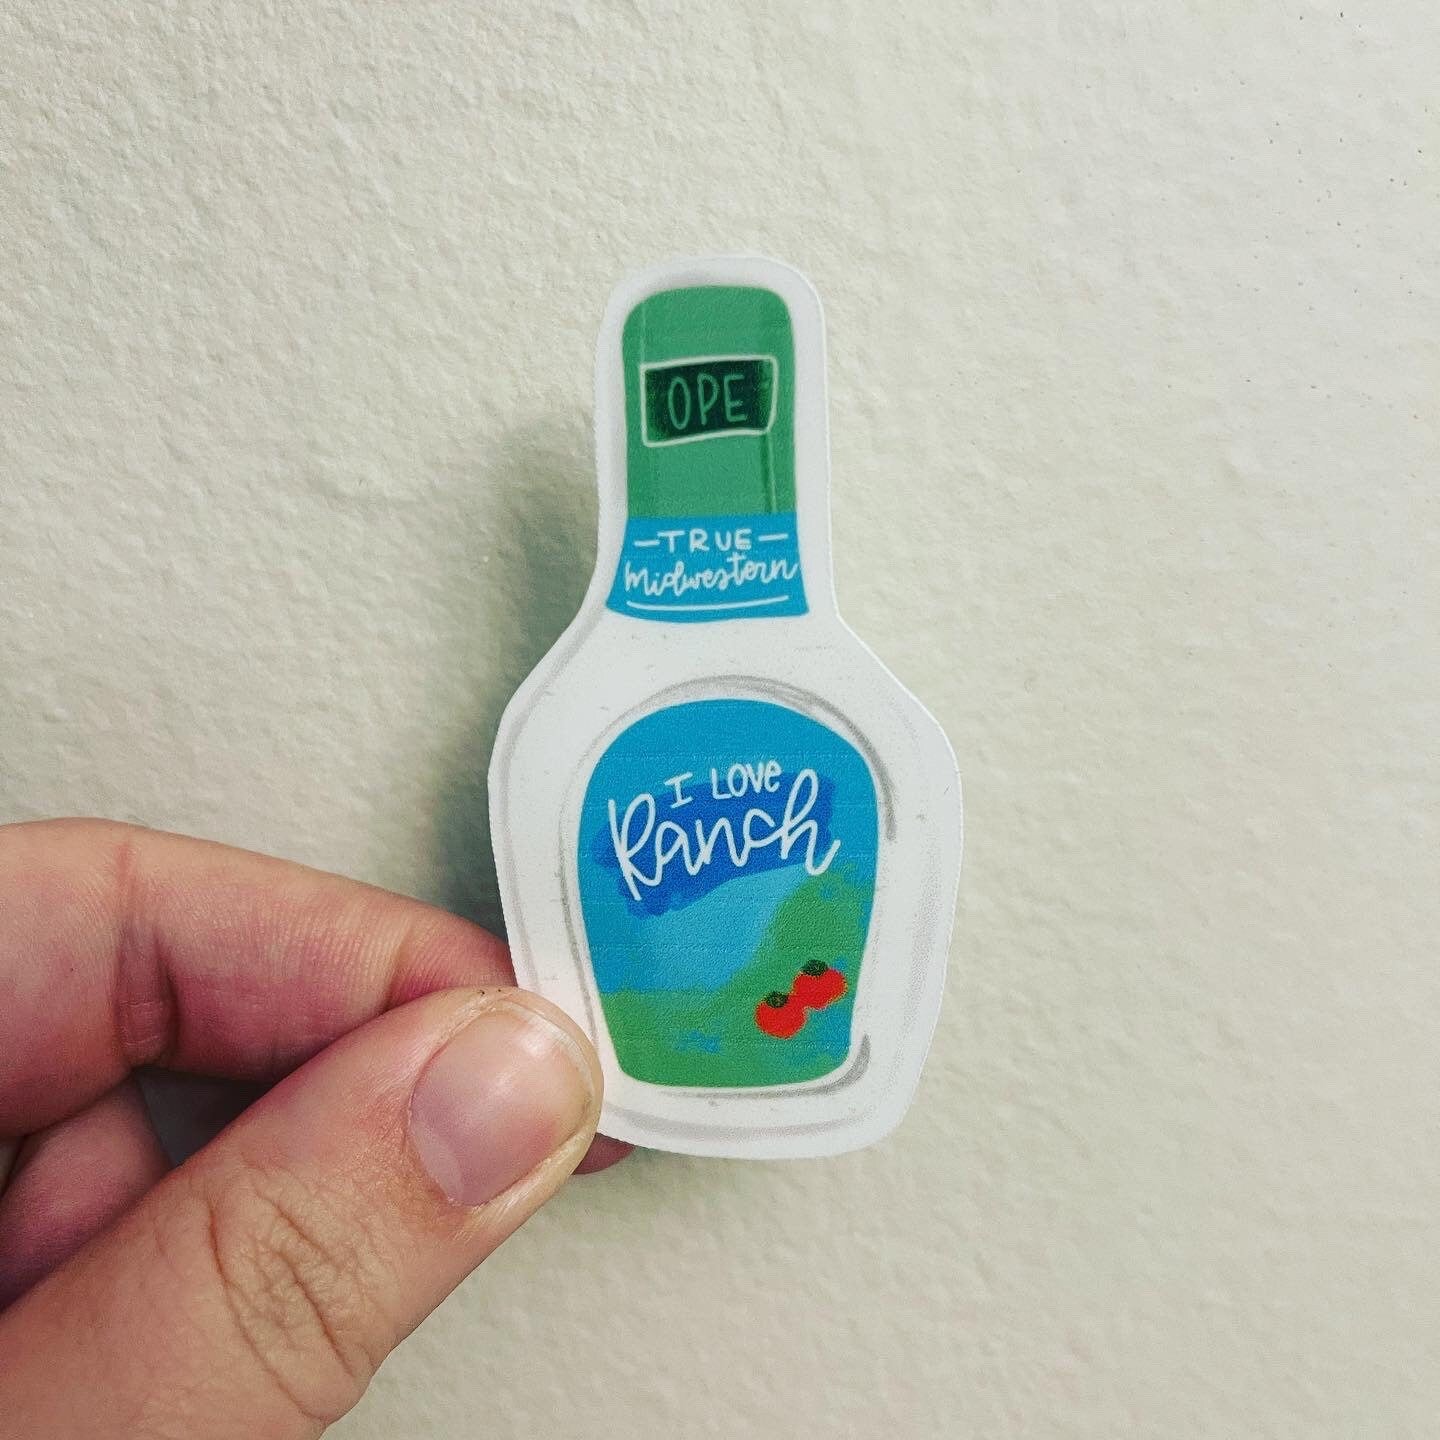 OPE
—TRUE—
Midwestern
I LOVE
Ranch